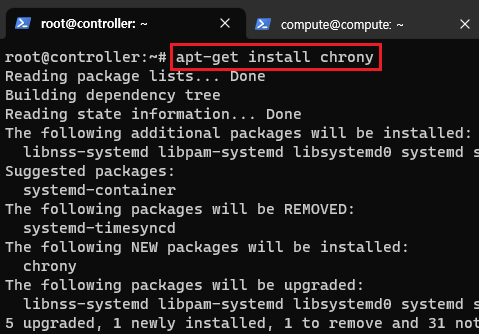 root@controller: ~
compute@compute: ~
root@controller:~# apt-get install chrony
Reading package lists... Done
Building dependency tree
Reading state information... Done
The following additional packages will be installed:
libnss-systemd libpam-systemd libsystemd0 systemd s
Suggested packages:
systemd-container
The following packages will be REMOVED:
systemd-timesyncd
The following NEW packages will be installed:
chrony
The following packages will be upgraded:
libnss-systemd libpam-systemd libsystemd0 systemd s
5 upgraded, 1 newly installed, 1 to remove and 31 not